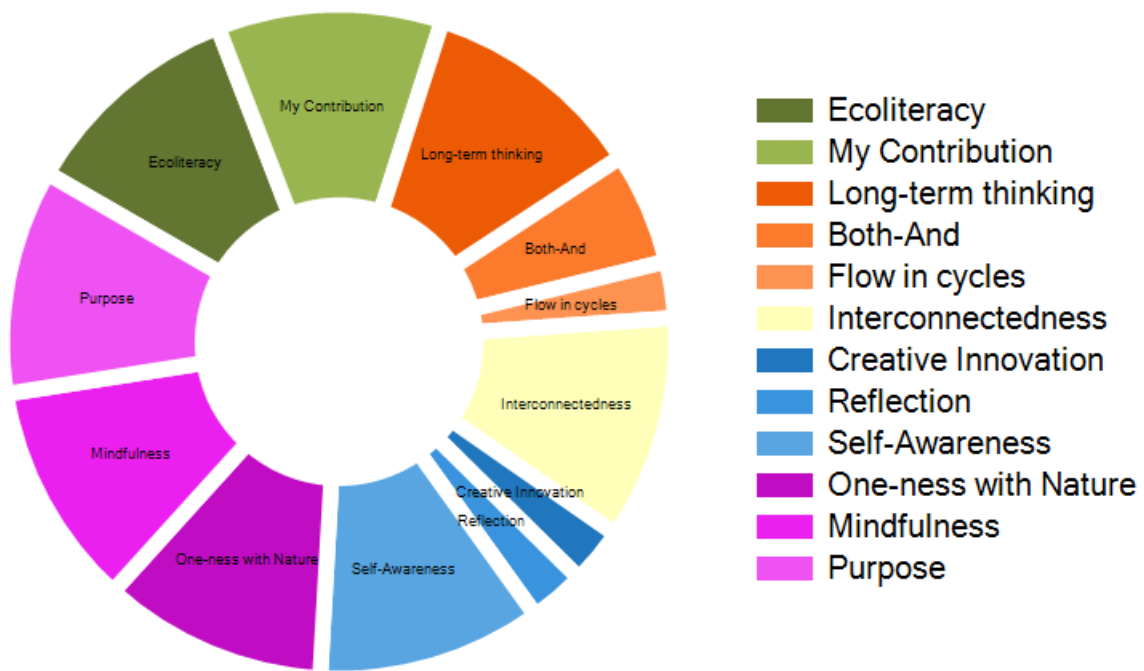 My Contribution
Long-term thinking
Ecoliteracy
Both-And
Purpose
Flow in cycles
Interconnectedness
Mindfulness
Creative Innovation
Reflection
One-ness with Nature
Self-Awareness
Ecoliteracy
My Contribution
Long-term thinking
Both-And
Flow in cycles
Interconnectedness
Creative Innovation
Reflection
Self-Awareness
One-ness with Nature
Mindfulness
Purpose